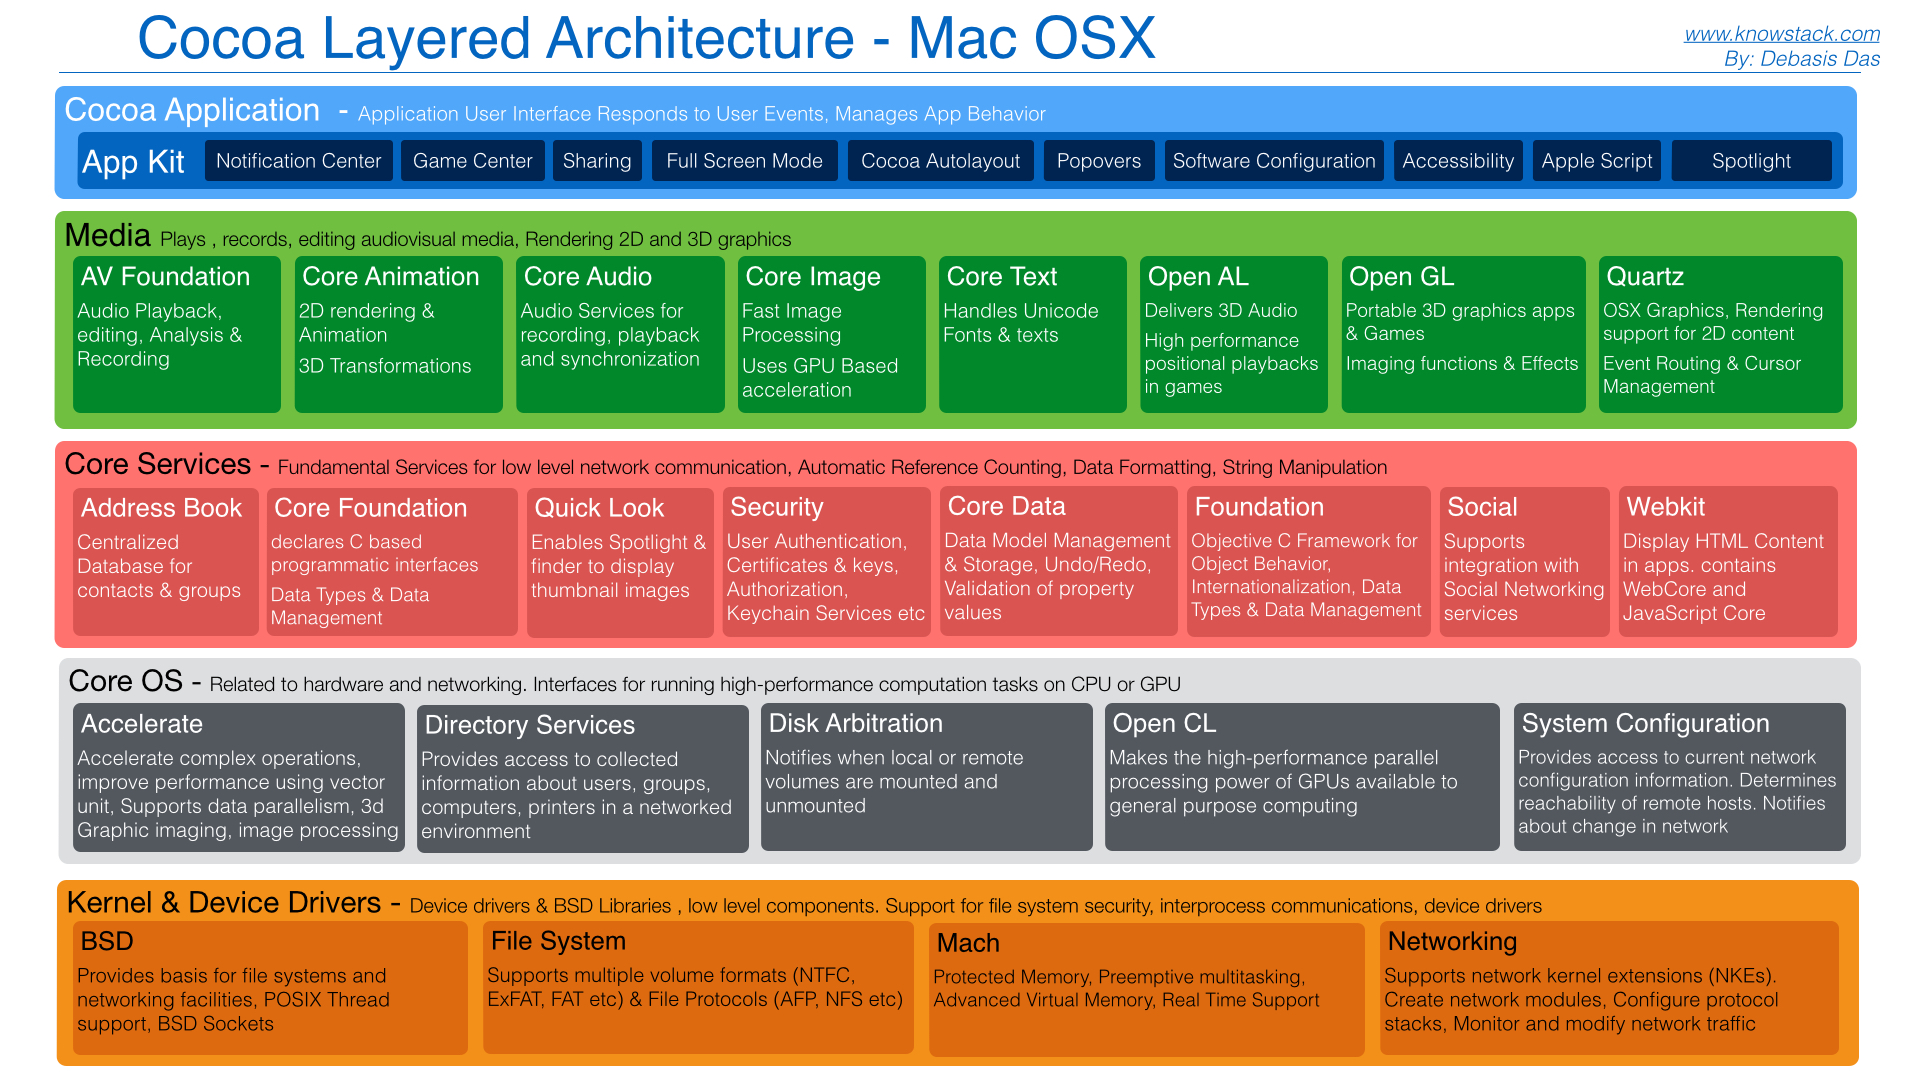 Cocoa Layered Architecture - Mac OSX
www.knowstack.com
By: Debasis Das
Cocoa Application - Application User Interface Responds to User Events, Manages App Behavior
App Kit
Notification Center
Game Center
Sharing
Full Screen Mode
Cocoa Autolayout
Popovers
Software Configuration
Accessibility
Apple Script
Spotlight
Media Plays , records, editing audiovisual media, Rendering 2D and 3D graphics
AV Foundation
Audio Playback,
editing, Analysis &
Recording
Core Animation
2D rendering &
Animation
3D Transformations
Core Audio
Audio Services for
recording, playback
and synchronization
Core Image
Fast Image
Processing
Uses GPU Based
acceleration
Core Text
Handles Unicode
Fonts & texts
Open AL
Delivers 3D Audio
High performance
positional playbacks
in games
Open GL
Portable 3D graphics apps
& Games
Imaging functions & Effects
Quartz
OSX Graphics, Rendering
support for 2D content
Event Routing & Cursor
Management
Core Services - Fundamental Services for low level network communication, Automatic Reference Counting, Data Formatting, String Manipulation
Address Book
Centralized
Database for
contacts & groups
Core Foundation
declares C based
programmatic interfaces
Data Types & Data
Management
Quick Look
Enables Spotlight &
finder to display
thumbnail images
Security
User Authentication,
Certificates & keys,
Authorization,
Keychain Services etc
Core Data
Data Model Management
& Storage, Undo/Redo,
Validation of property
values
Foundation
Objective C Framework for
Object Behavior,
Internationalization, Data
Types & Data Management
Social
Supports
integration with
Social Networking
services
Webkit
Display HTML Content
in apps. contains
WebCore and
JavaScript Core
Core OS - Related to hardware and networking. Interfaces for running high-performance computation tasks on CPU or GPU
Accelerate
Accelerate complex operations,
improve performance using vector
unit, Supports data parallelism, 3d
Graphic imaging, image processing
Directory Services
Provides access to collected
information about users, groups,
computers, printers in a networked
environment
Disk Arbitration
Notifies when local or remote
volumes are mounted and
unmounted
Open CL
Makes the high-performance parallel
processing power of GPUs available to
general purpose computing
System Configuration
Provides access to current network
configuration information. Determines
reachability of remote hosts. Notifies
about change in network
Kernel & Device Drivers - Device drivers & BSD Libraries , low level components. Support for file system security, interprocess communications, device drivers
BSD
Provides basis for file systems and
networking facilities, POSIX Thread
support, BSD Sockets
File System
Supports multiple volume formats (NTFC,
ExFAT, FAT etc) & File Protocols (AFP, NFS etc)
Mach
Protected Memory, Preemptive multitasking,
Advanced Virtual Memory, Real Time Support
Networking
Supports network kernel extensions (NKEs).
Create network modules, Configure protocol
stacks, Monitor and modify network traffic